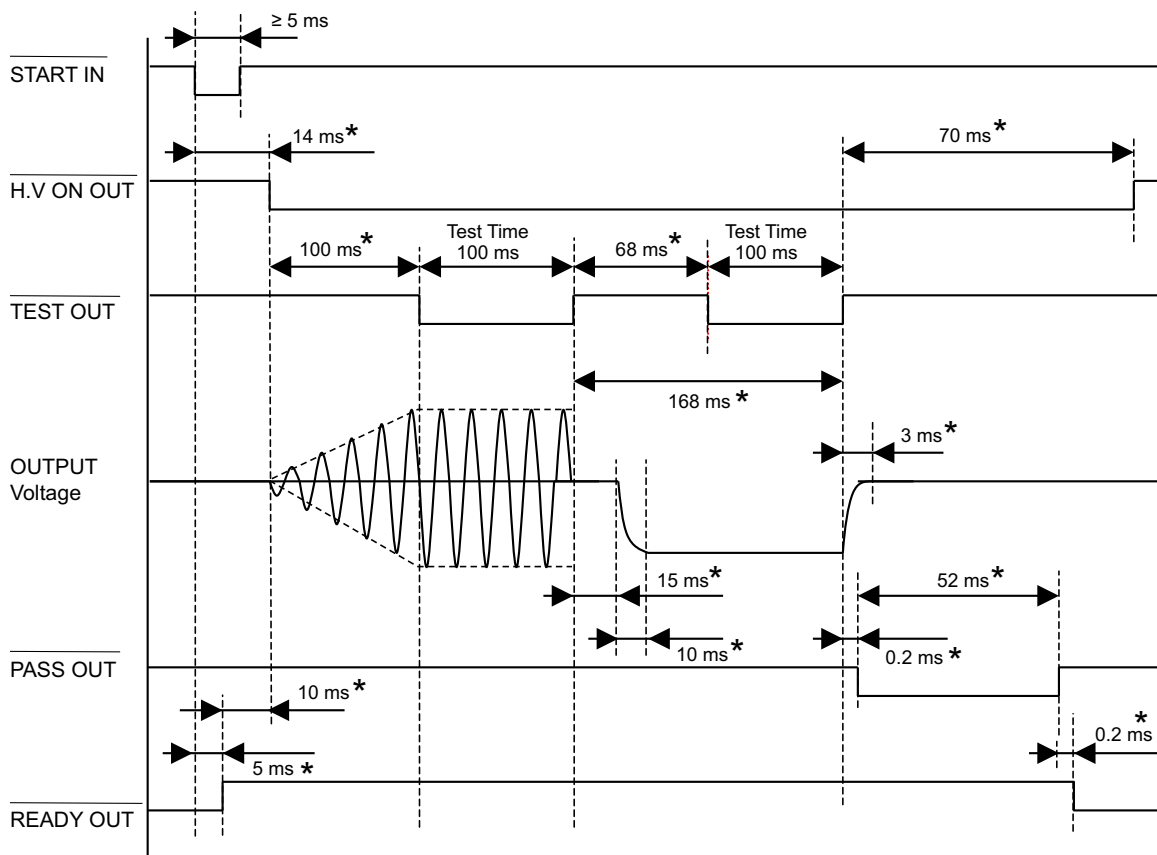 ≥ 5 ms
START IN
14 ms*
70 ms*
H.V ON OUT
100 ms*
Test Time
100 ms
68 ms*
Test Time
100 ms
TEST OUT
168 ms*
3 ms*
OUTPUT
Voltage
15 ms*
52 ms*
10 ms*
0.2 ms*
PASS OUT
10 ms*
0.2 ms*
5 ms*
READY OUT